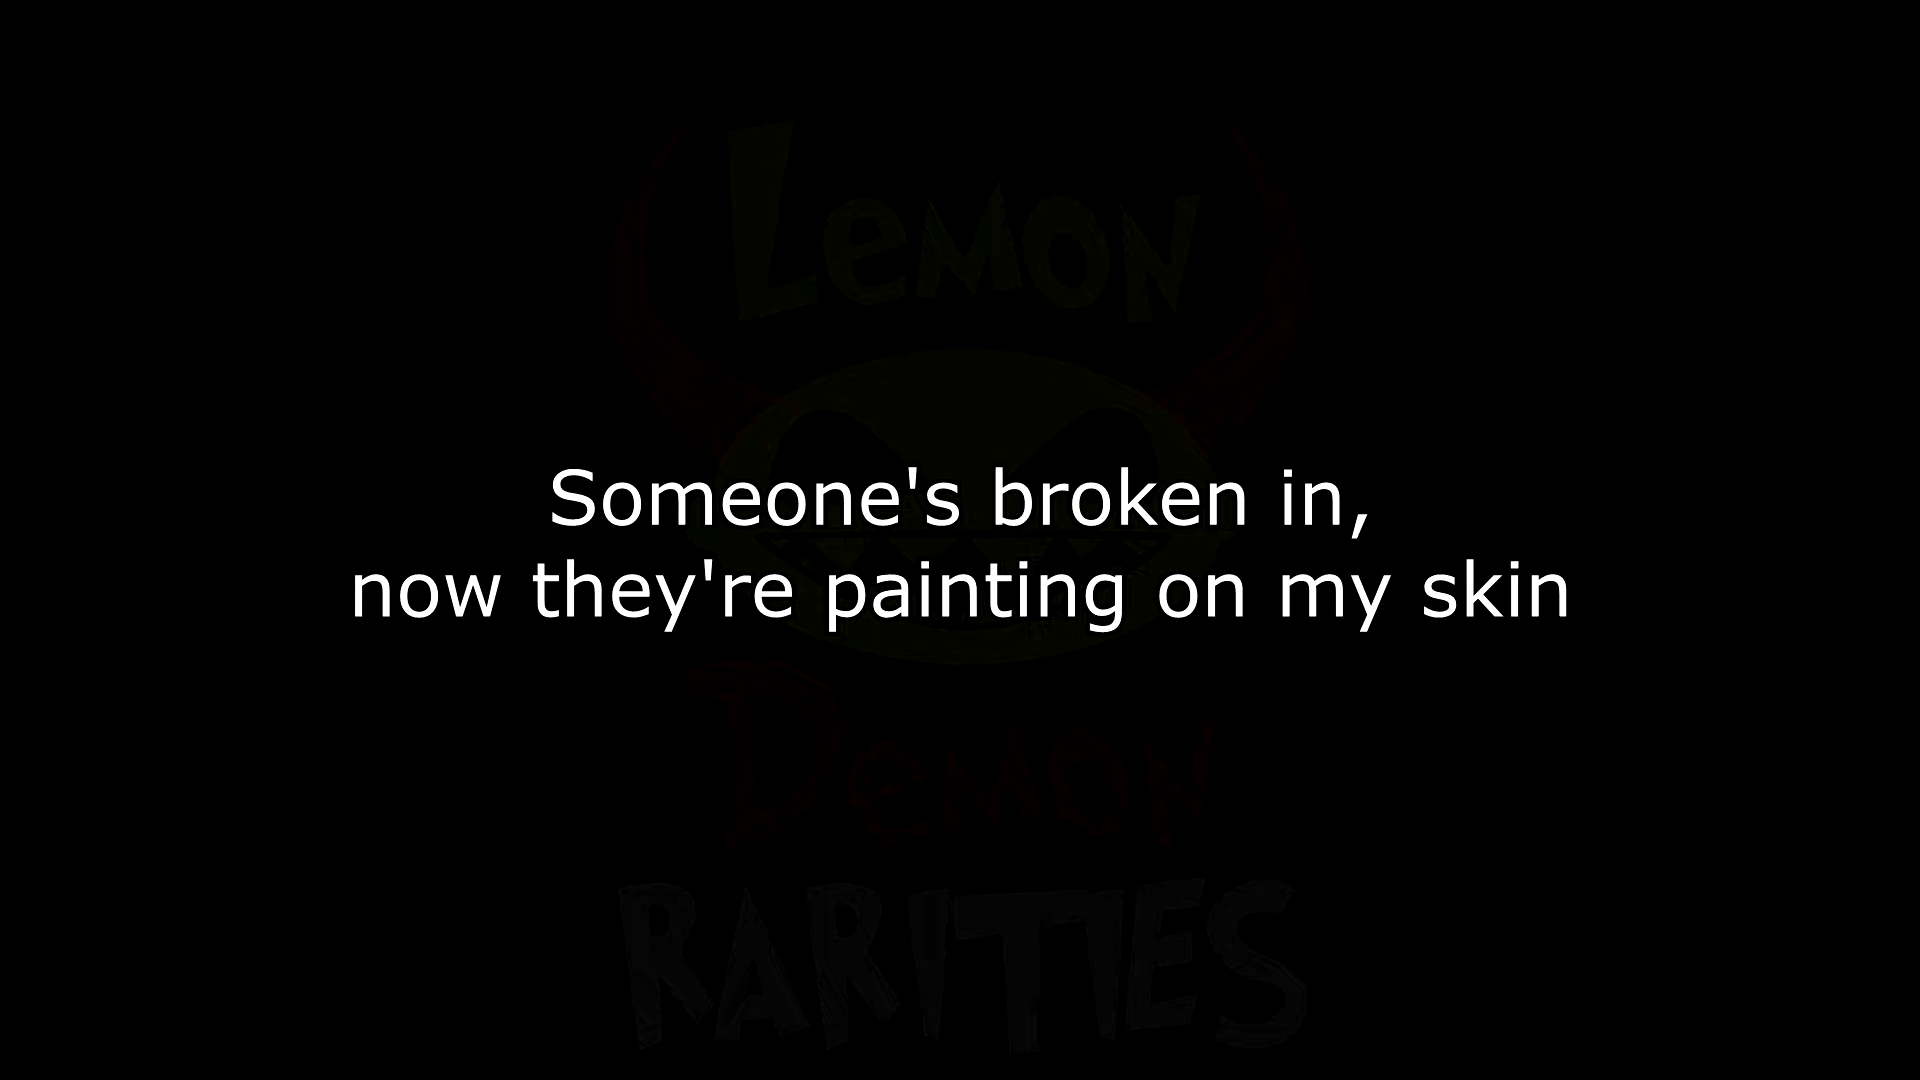 Lemon
Someone's broken in,
now they're painting on my skin
Demon
RARITIES